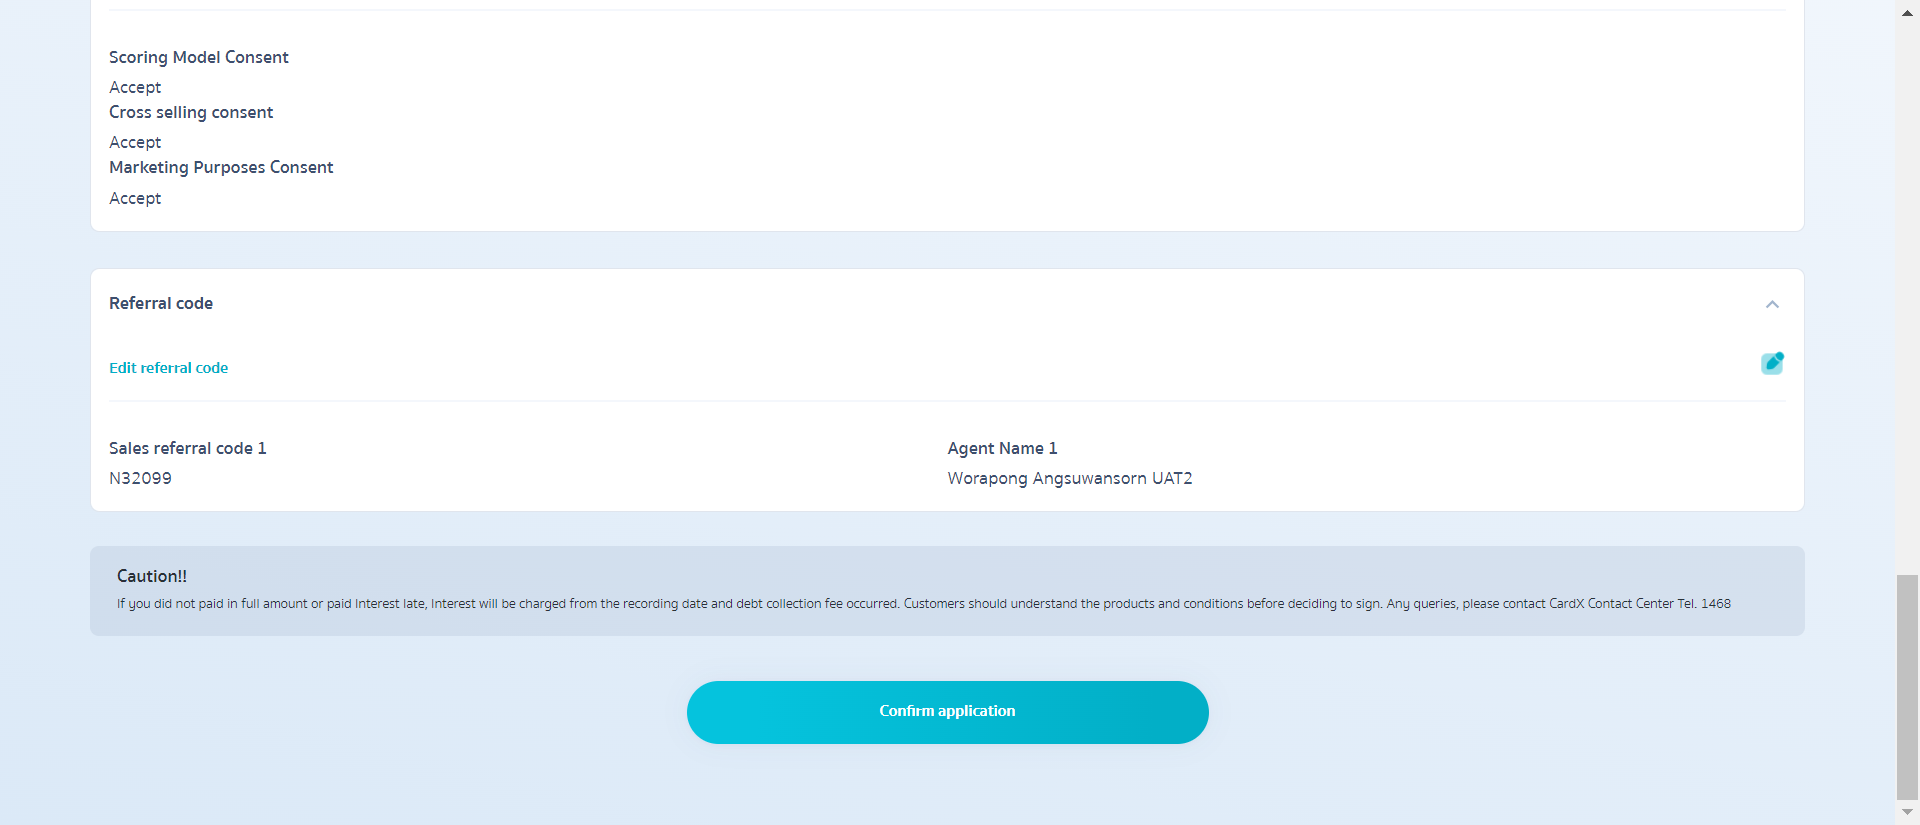 Scoring Model Consent
Accept
Cross selling consent
Accept
Marketing Purposes Consent
Accept
Referral code
Edit referral code
Sales referral code 1
N32099
Agent Name 1
Worapong Angsuwansorn UAT2
Caution!!
If you did not paid in full amount or paid Interest late, Interest will be charged from the recording date and debt collection fee occurred. Customers should understand the products and conditions before deciding to sign. Any queries, please contact CardX Contact Center Tel. 1468
Confirm application